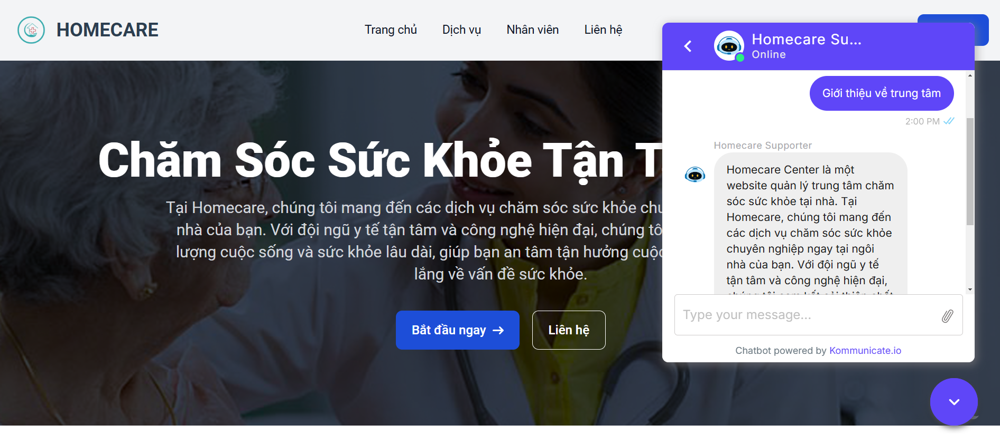 HOMECARE
Trang chủ
Dịch vụ
Nhân viên
Liên hệ
Chăm Sóc Sức Khỏe Tận
Tại Homecare, chúng tôi mang đến các dịch vụ chăm sóc sức khỏe
nhà của bạn. Với đội ngũ y tế tận tâm và công nghệ hiện đại, chúng
lượng cuộc sống và sức khỏe lâu dài, giúp bạn an tâm tận hưởng
lắng về vấn đề sức khỏe.
Bắt đầu ngay
Liên hệ
Homecare Su...
Online
Giới thiệu về trung tâm
2:00 PM
Homecare Supporter
Homecare Center là một
website quản lý trung tâm chăm
sóc sức khỏe tại nhà. Tại
Homecare, chúng tôi mang đến
các dịch vụ chăm sóc sức khỏe
chuyên nghiệp ngay tại ngôi
nhà của bạn. Với đội ngũ y tế
tận tâm và công nghệ hiện đại,
Type your message...
Chatbot powered by Kommunicate.io